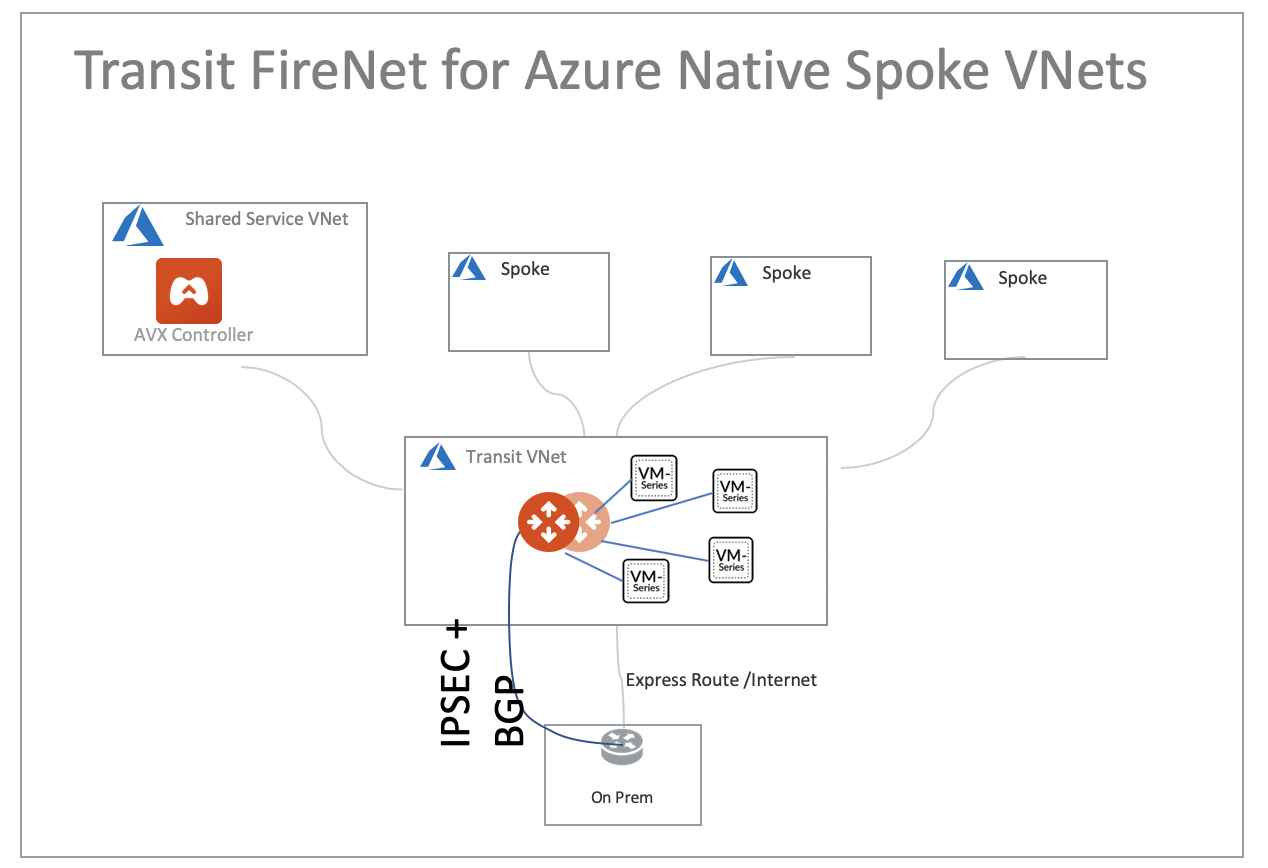 Transit FireNet for Azure Native Spoke VNets
Shared Service VNet
AVX Controller
Spoke
Spoke
Spoke
Transit VNet
VM-
Series
VM-
Series
VM-
Series
VM-
Series
IPSEC +
BGP
Express Route /Internet
On Prem